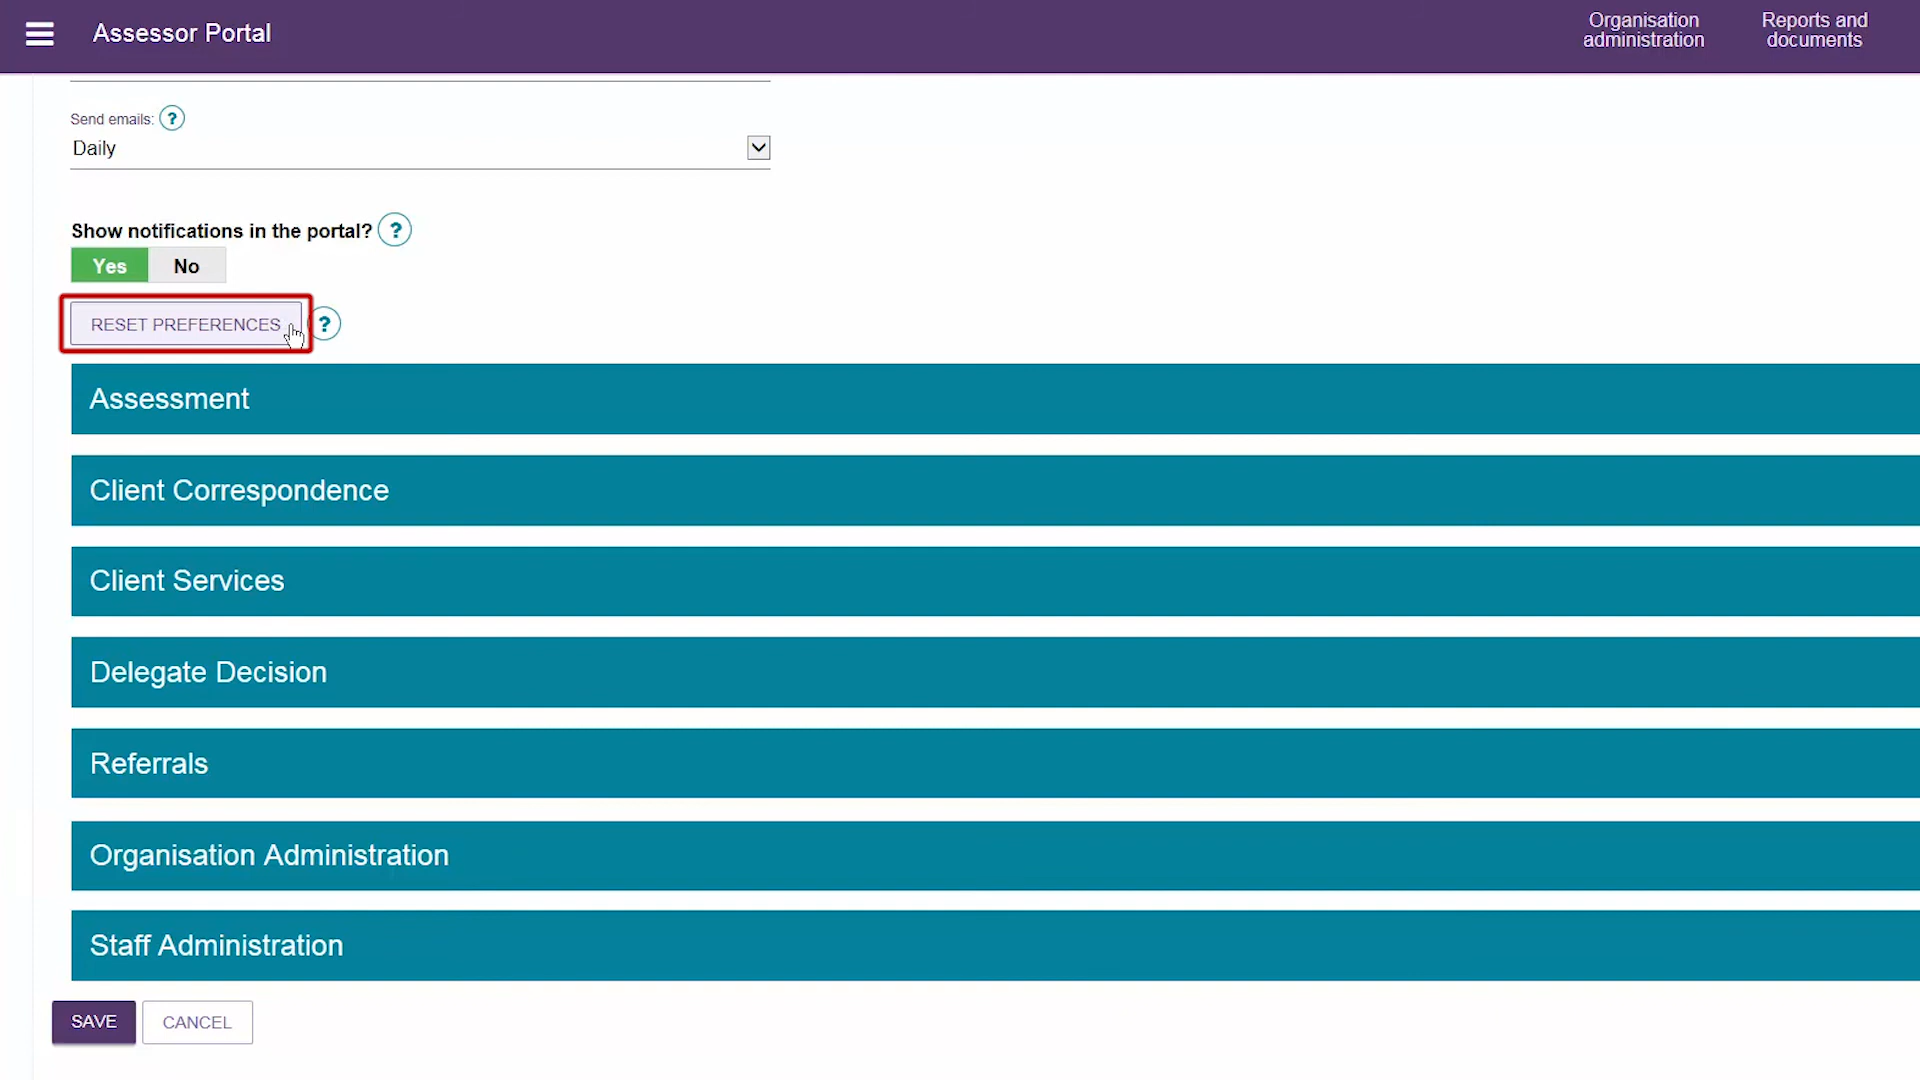 Assessor Portal
Organisation
administration
Reports and
documents
Send emails: ?
Daily
Show notifications in the portal? ?
Yes No
RESET PREFERENCES ?
Assessment
Client Correspondence
Client Services
Delegate Decision
Referrals
Organisation Administration
Staff Administration
SAVE CANCEL